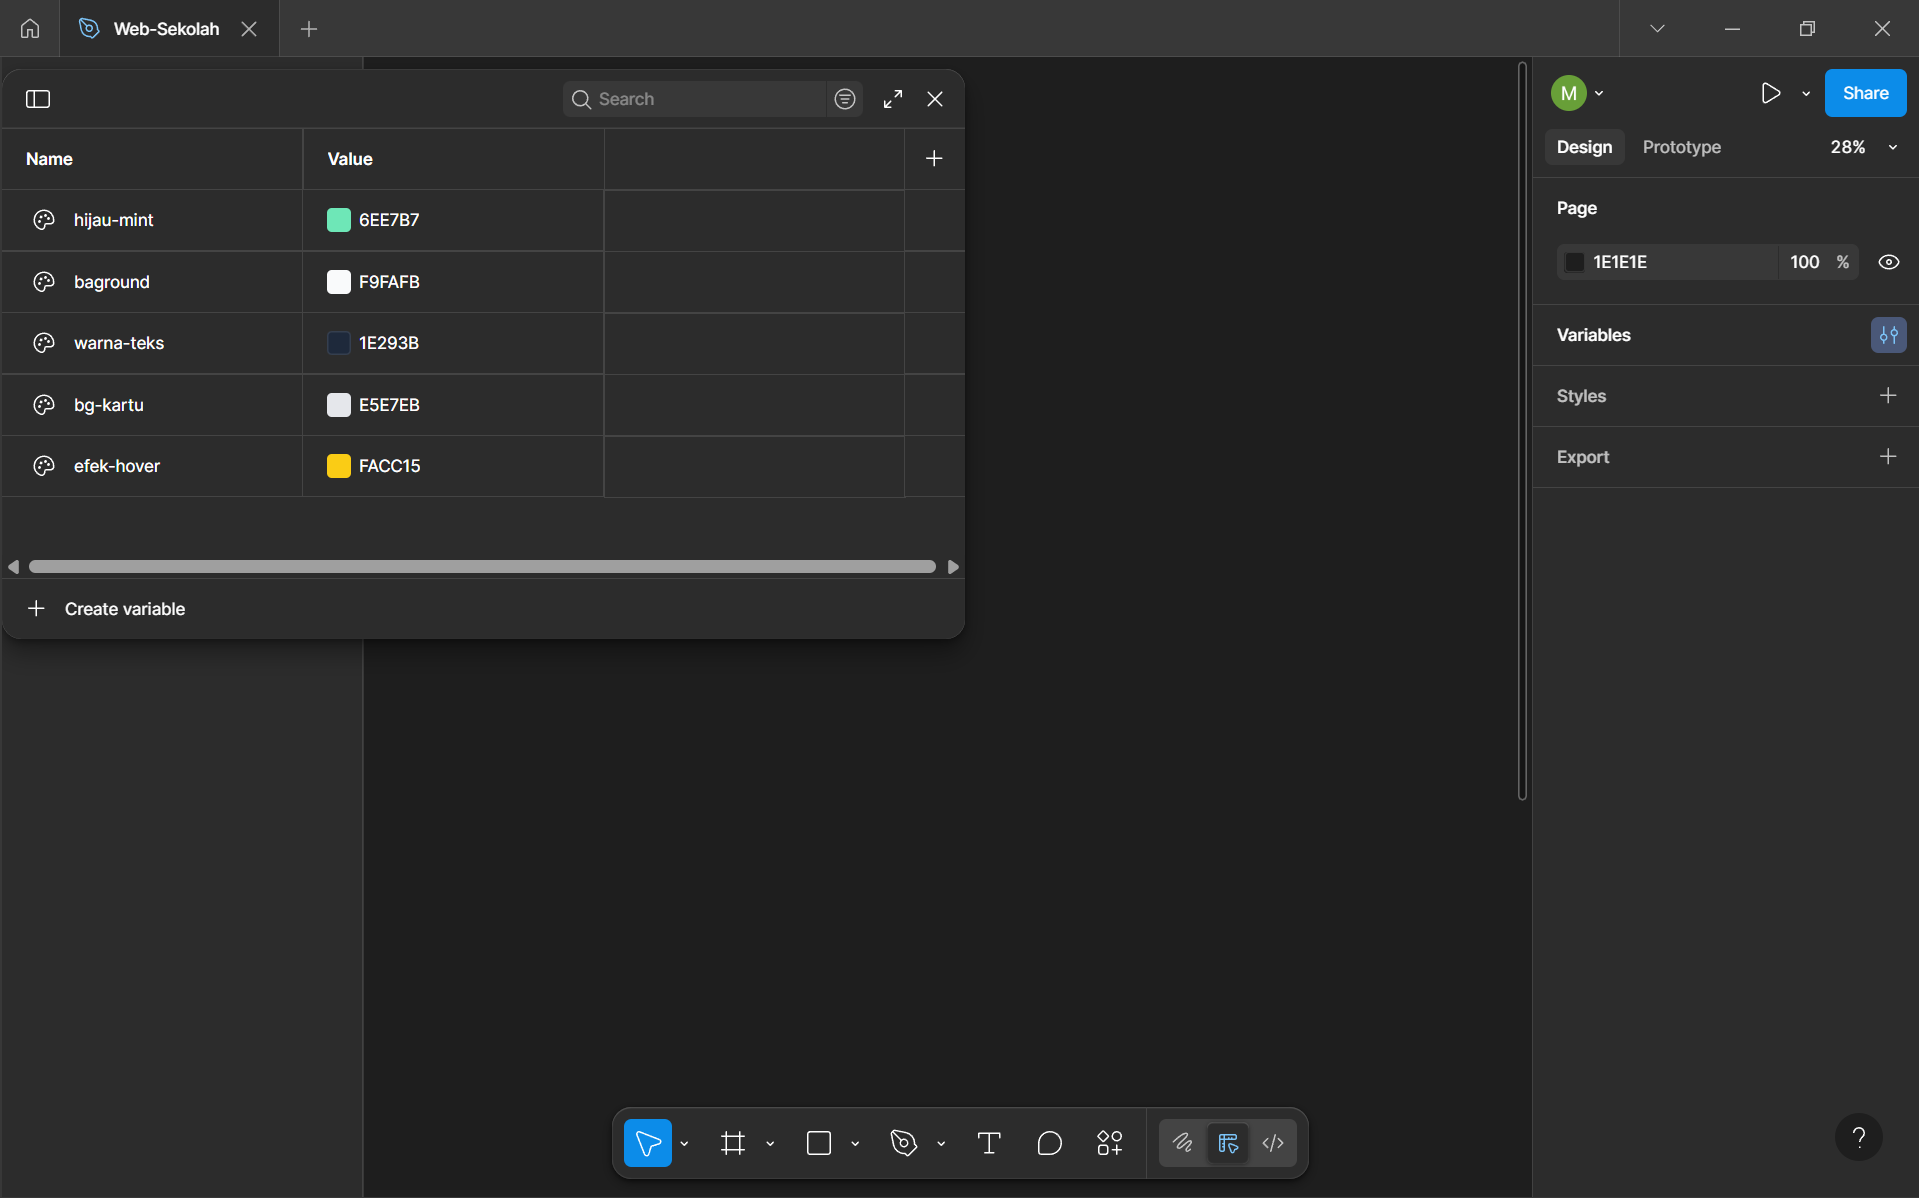 Web-Sekolah
Search
Name Value
hijau-mint 6EE7B7
baground F9FAFB
warna-teks 1E293B
bg-kartu E5E7EB
efek-hover FACC15
Create variable
M Share
Design Prototype 28%
Page
1E1E1E 100 %
Variables
Styles
Export
?